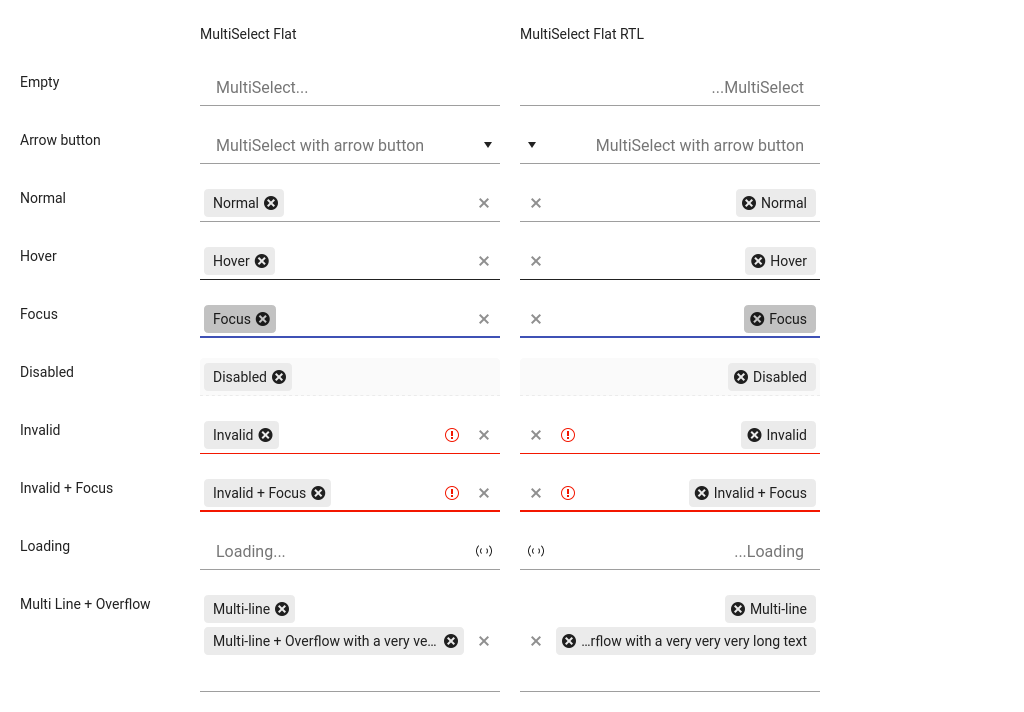 MultiSelect Flat MultiSelect Flat RTL
Empty MultiSelect... ...MultiSelect
Arrow button MultiSelect with arrow button MultiSelect with arrow button
Normal Normal Normal
Hover Hover Hover
Focus Focus Focus
Disabled Disabled Disabled
Invalid Invalid Invalid
Invalid + Focus Invalid + Focus Invalid + Focus
Loading Loading... ...Loading
Multi Line + Overflow Multi-line Multi-line
Multi-line + Overflow with a very ve... ...rflow with a very very very long text